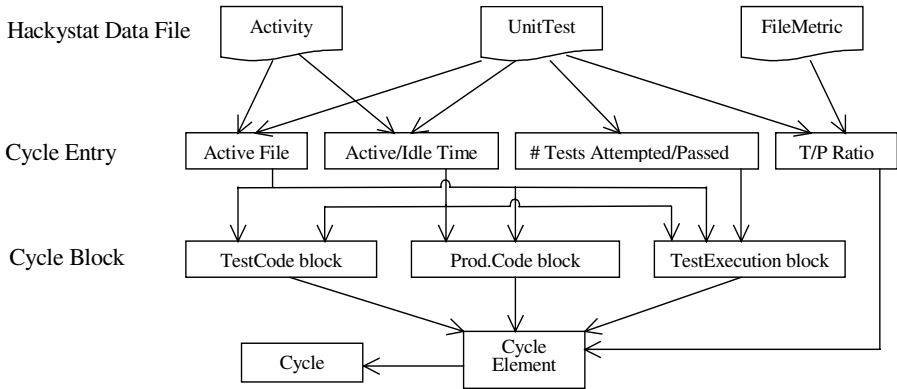 Hackystat Data File
Activity
UnitTest
FileMetric
Cycle Entry
Active File
Active/Idle Time
# Tests Attempted/Passed
T/P Ratio
Cycle Block
TestCode block
Prod.Code block
TestExecution block
Cycle
Cycle
Element